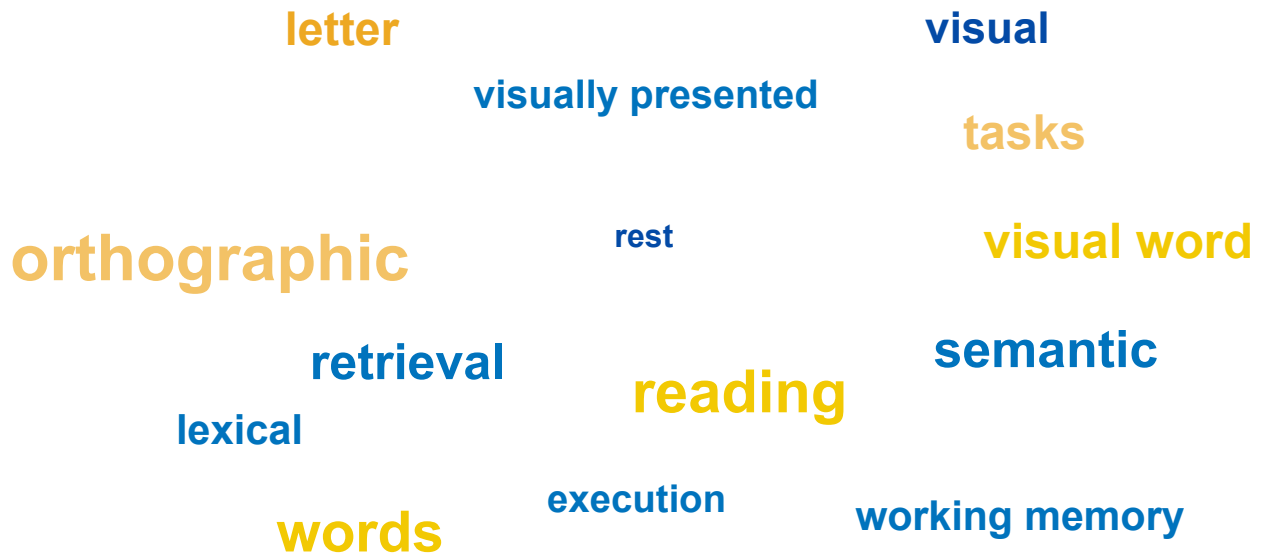 letter
visual
visually presented
tasks
rest
orthographic
visual word
retrieval
semantic
reading
lexical
execution
working memory
words